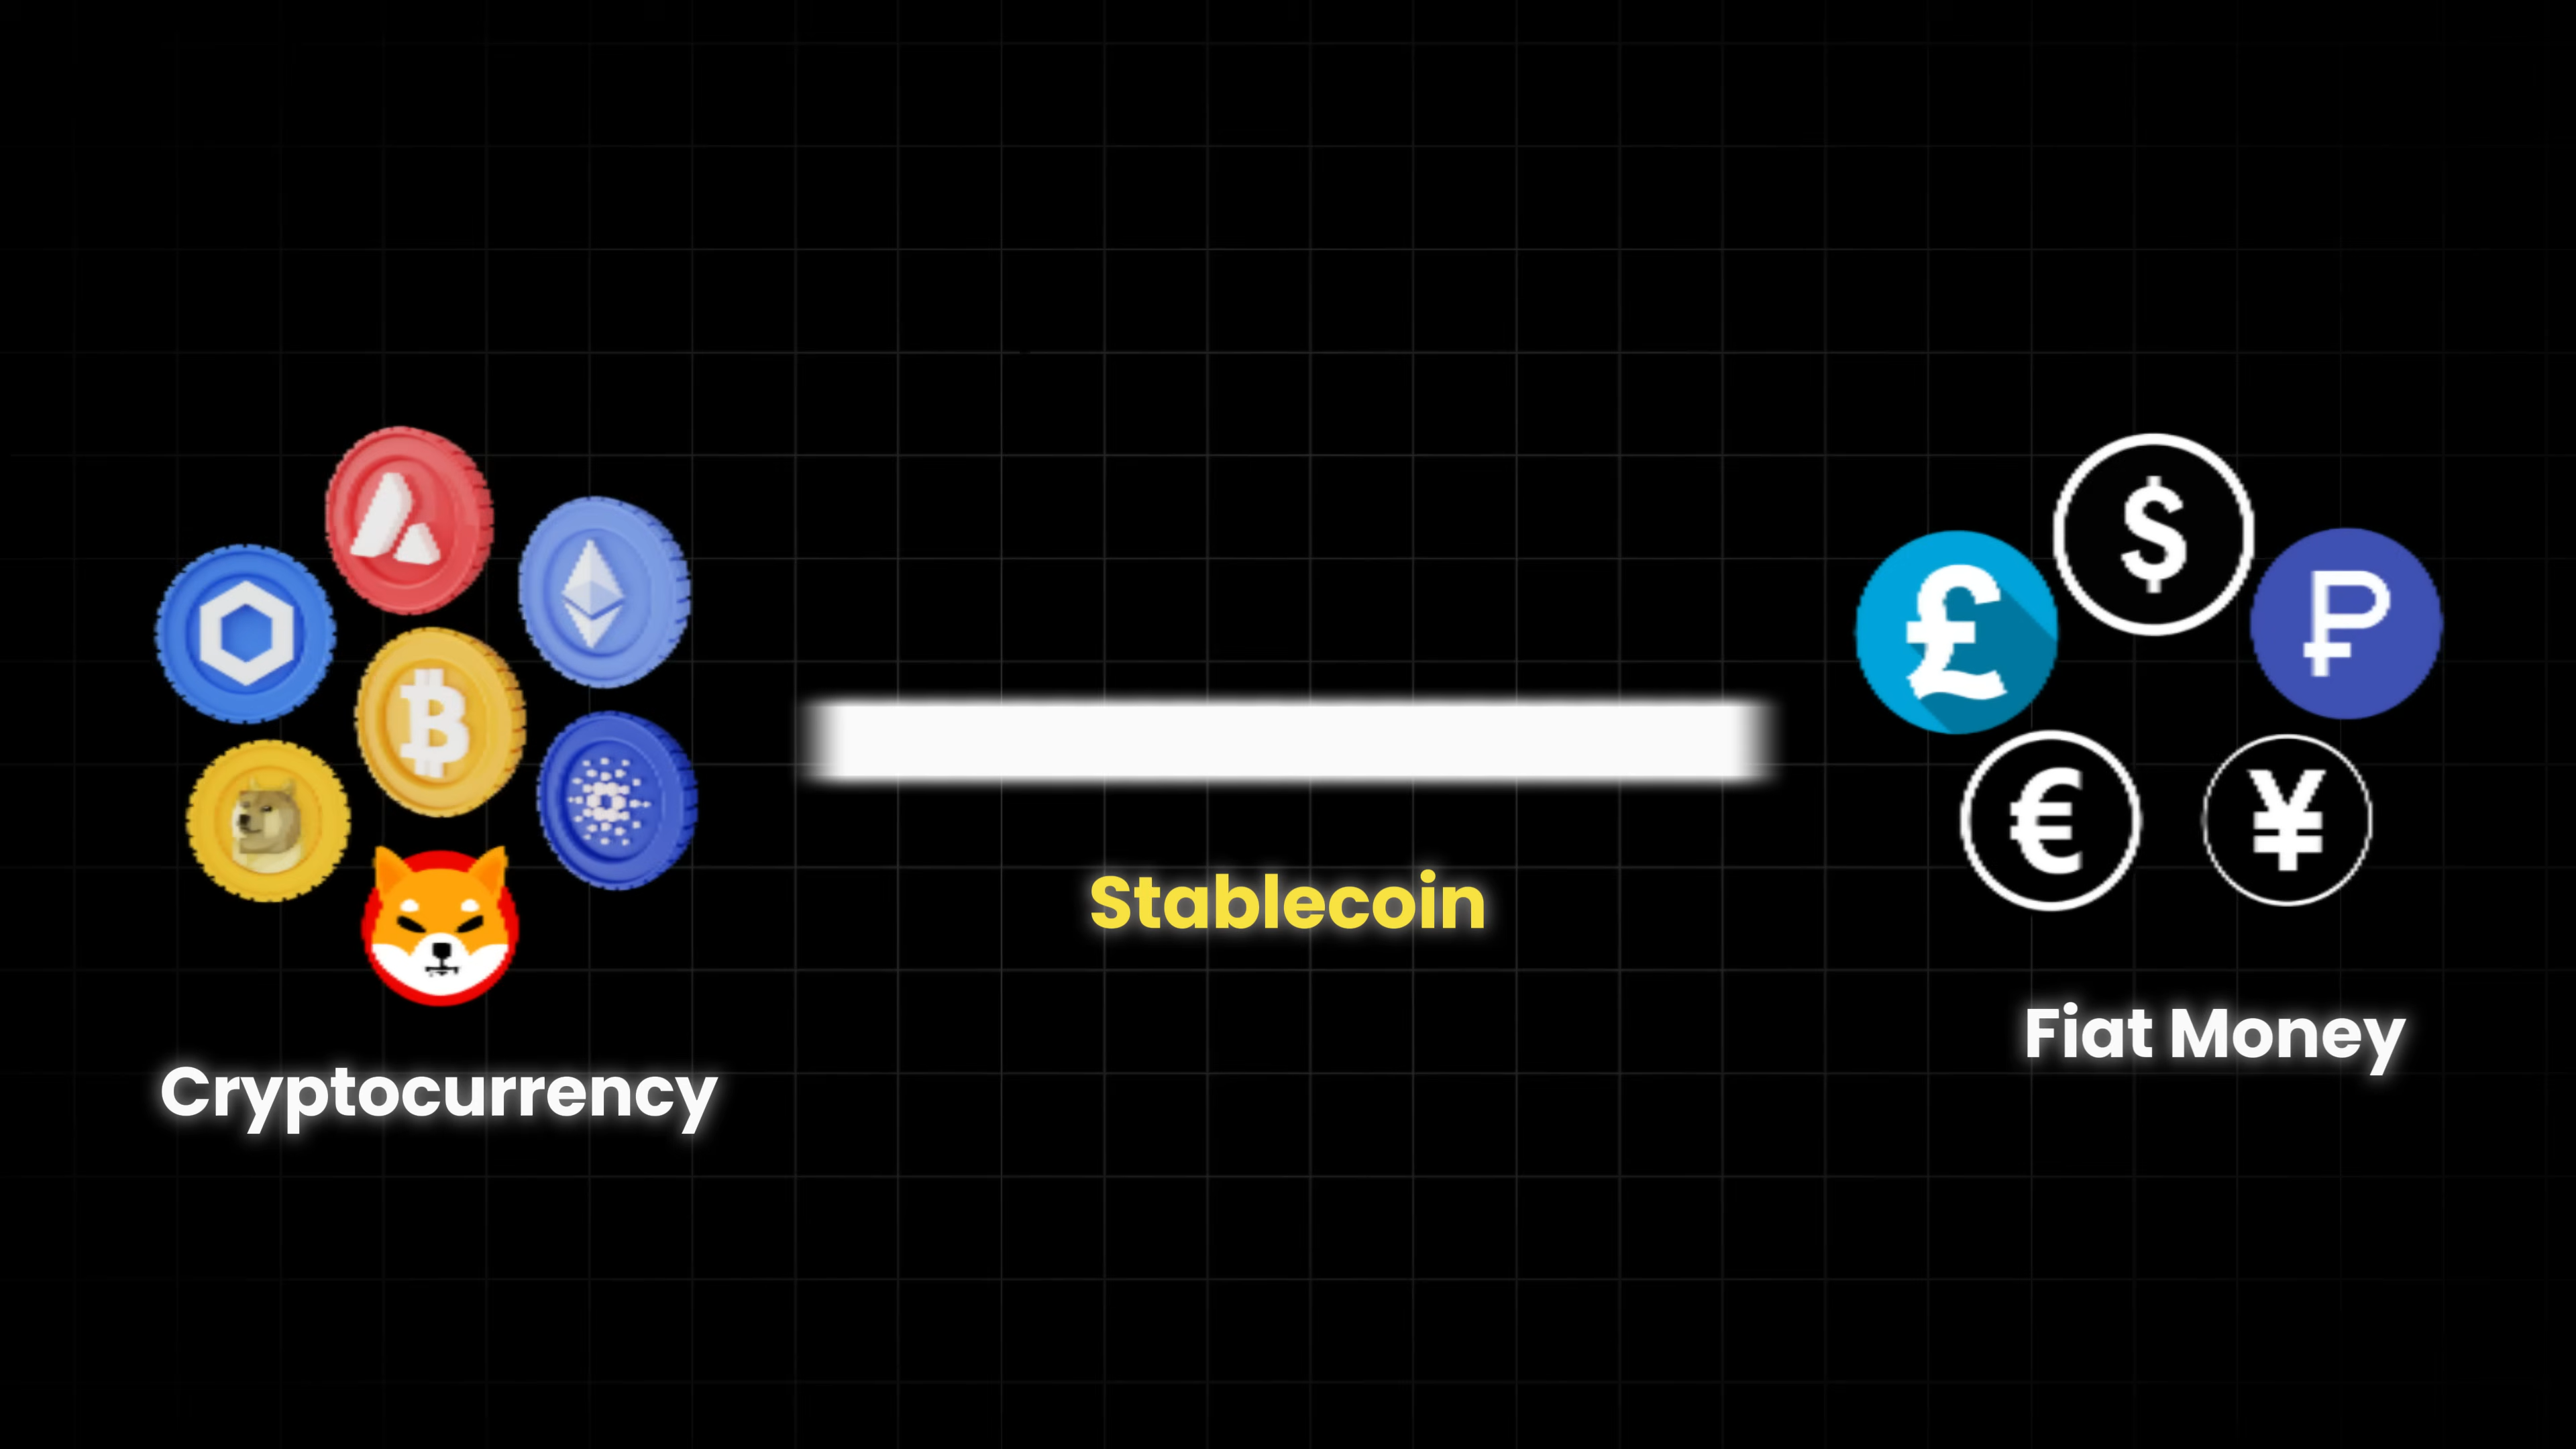 $
£
₽
€
¥
Stablecoin
Fiat Money
Cryptocurrency